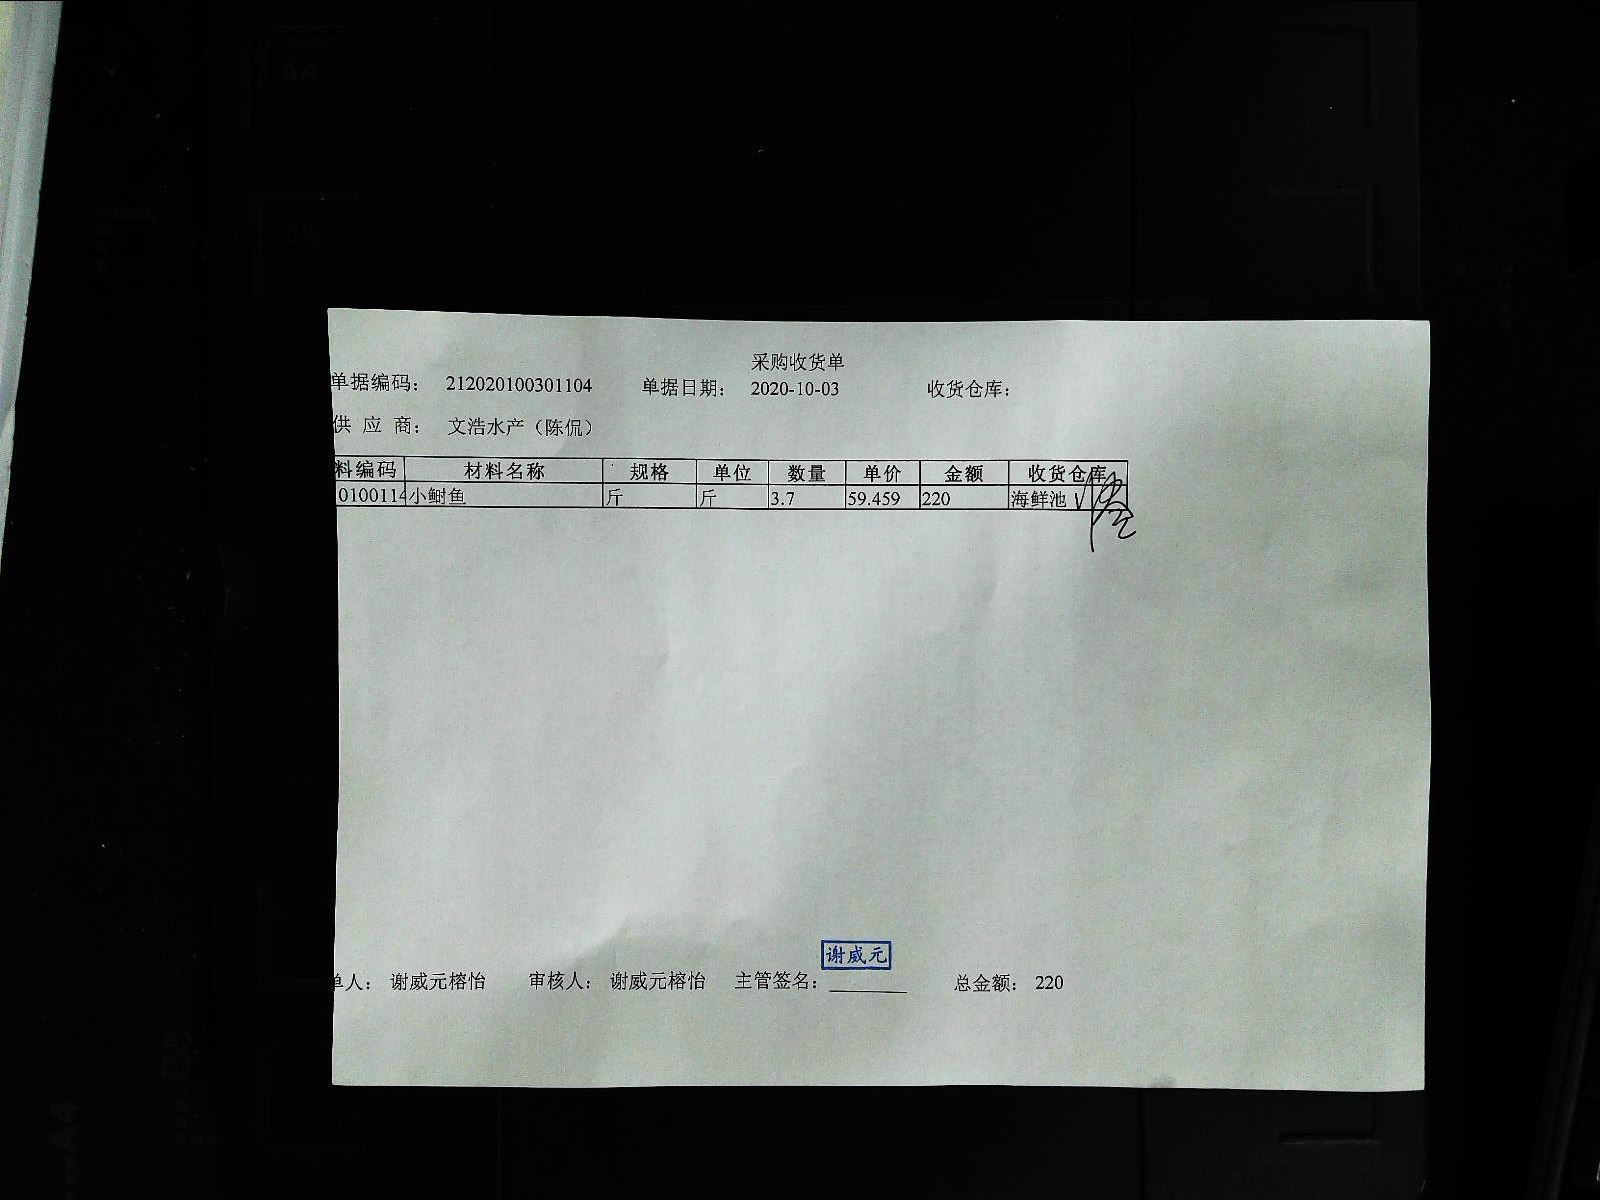 采购收货单
单据编码： 212020100301104 单据日期： 2020-10-03 收货仓库：
供 应 商： 文浩水产（陈侃）
料编码 材料名称 规格 单位 数量 单价 金额 收货仓库
0100114 小鲥鱼 斤 斤 3.7 59.459 220 海鲜池
谢威元
单人： 谢威元榕怡 审核人： 谢威元榕怡 主管签名： 总金额： 220